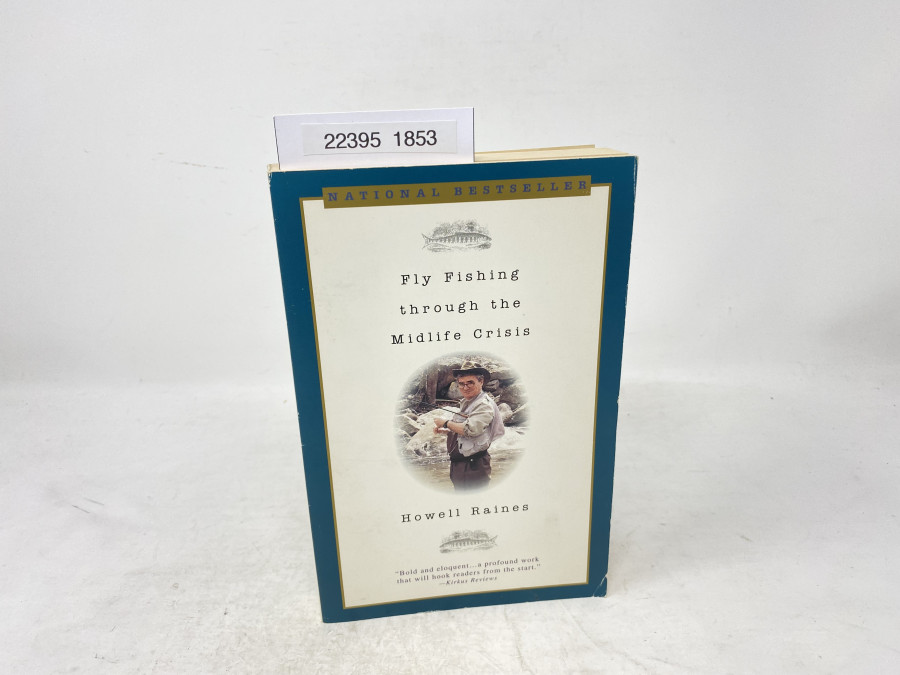 22395 1853
NATIONAL BESTSELLER
Fly Fishing
through the
Midlife Crisis
Howell Raines
"Bold and eloquent...a profound work
that will hook readers from the start."
—Kirkus Reviews